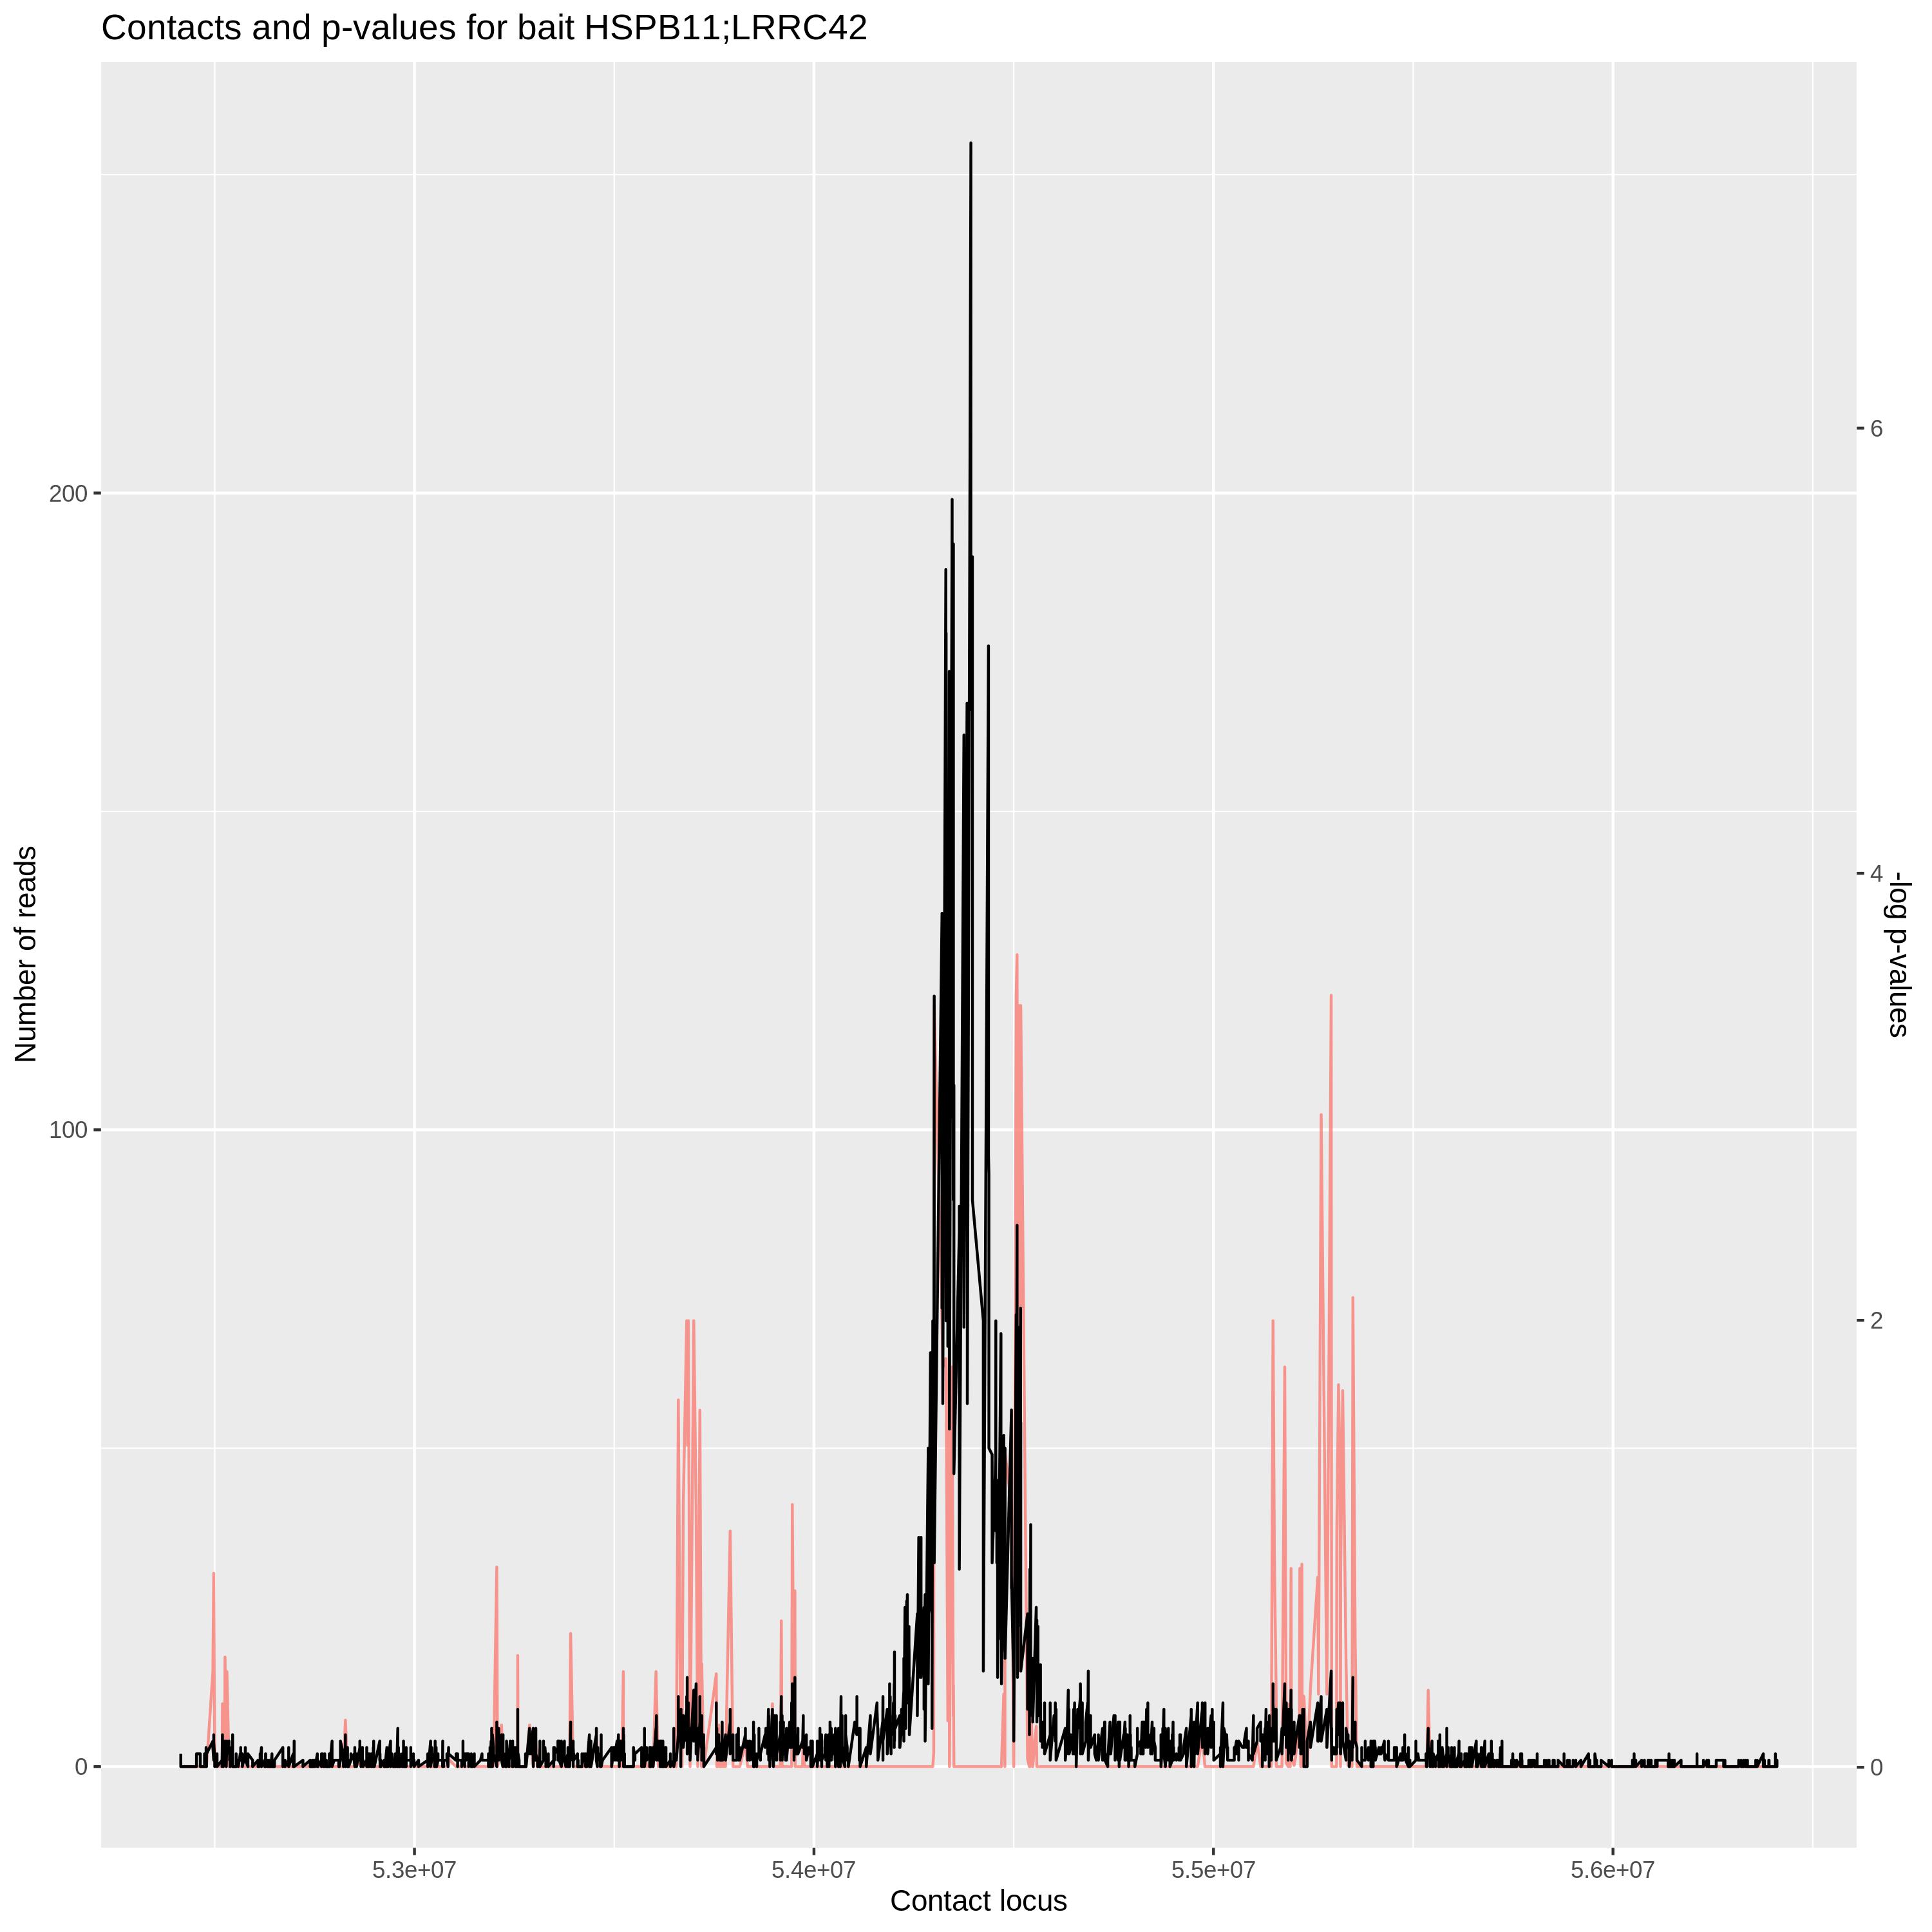 Contacts and p-values for bait HSPB11;LRRC42
Number of reads
200
100
0
6
4
2
0
-log p-values
5.3e+07
5.4e+07
5.5e+07
5.6e+07
Contact locus